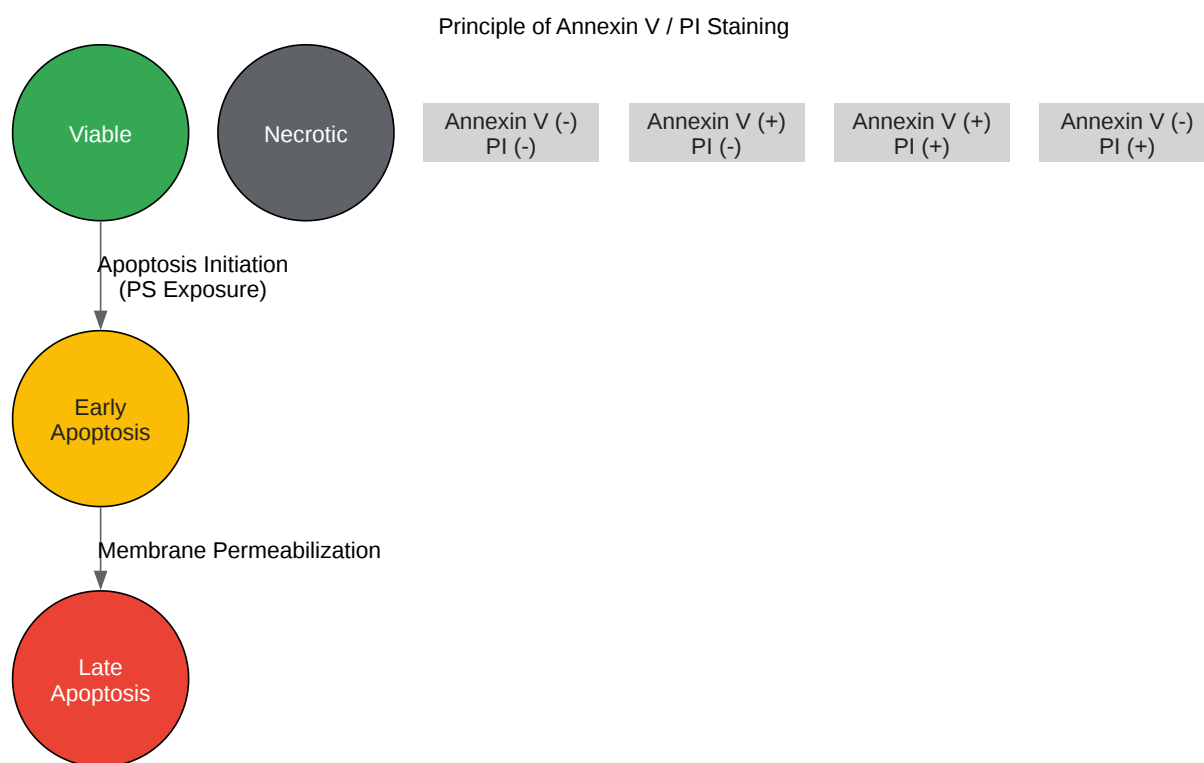 Principle of Annexin V / PI Staining
Viable
Necrotic
Annexin V (-)
PI (-)
Annexin V (+)
PI (-)
Annexin V (+)
PI (+)
Annexin V (-)
PI (+)
Apoptosis Initiation
(PS Exposure)
Early
Apoptosis
Membrane Permeabilization
Late
Apoptosis